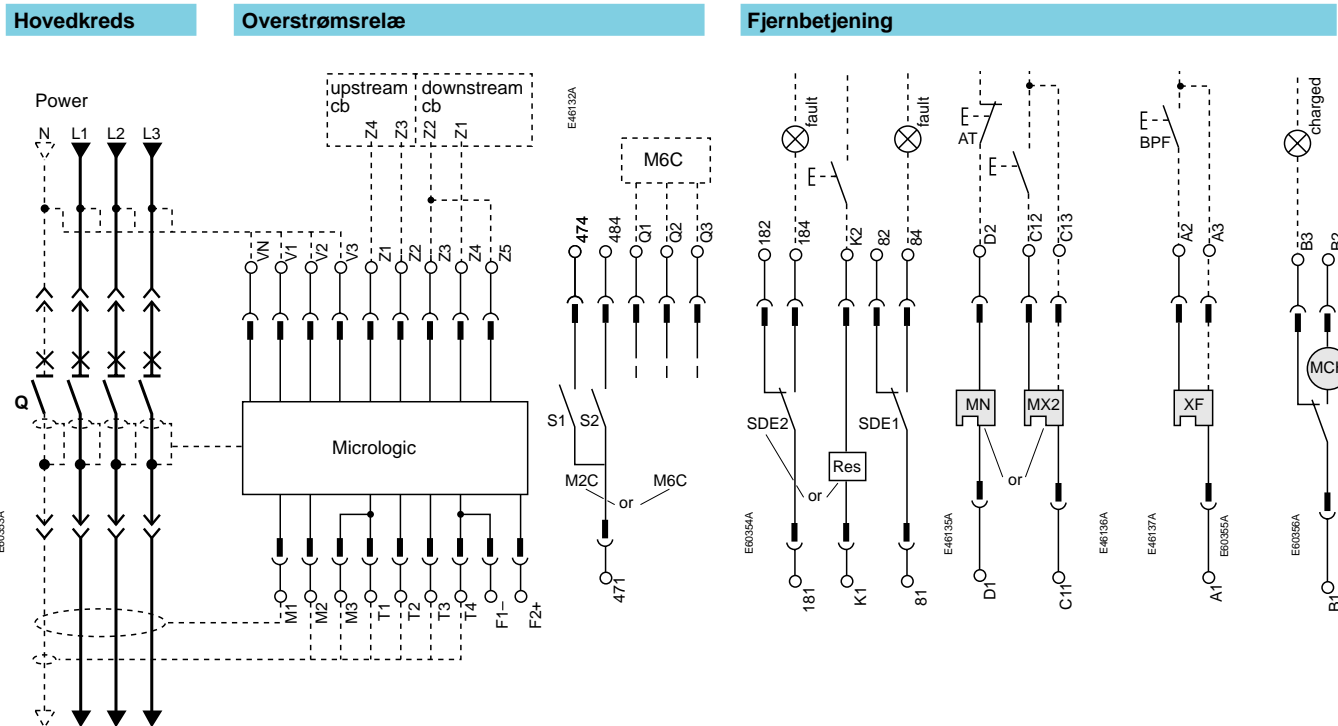 Hovedkreds
Overstrømsrelæ
Fjernbetjening
Power
N L1 L2 L3
Q
E60353A
upstream cb
downstream cb
Z4 Z3 Z2 Z1
E46132A
M6C
VN V1 V2 V3 Z1 Z2 Z3 Z4 Z5
474 484 Q1 Q2 Q3
Micrologic
S1 S2
M2C or M6C
M1 M2 M3 T1 T2 T3 T4 F1– F2+
471
fault
fault
182 184 K2 82 84
SDE2
SDE1
Res
or
E60354A
181 K1 81
AT
D2 C12 C13
MN
MX2
or
E46135A
D1 C11
E46136A
BPF
A2 A3
XF
E46137A
E60355A
A1
charged
B3 B2
MCH
E60356A
B1